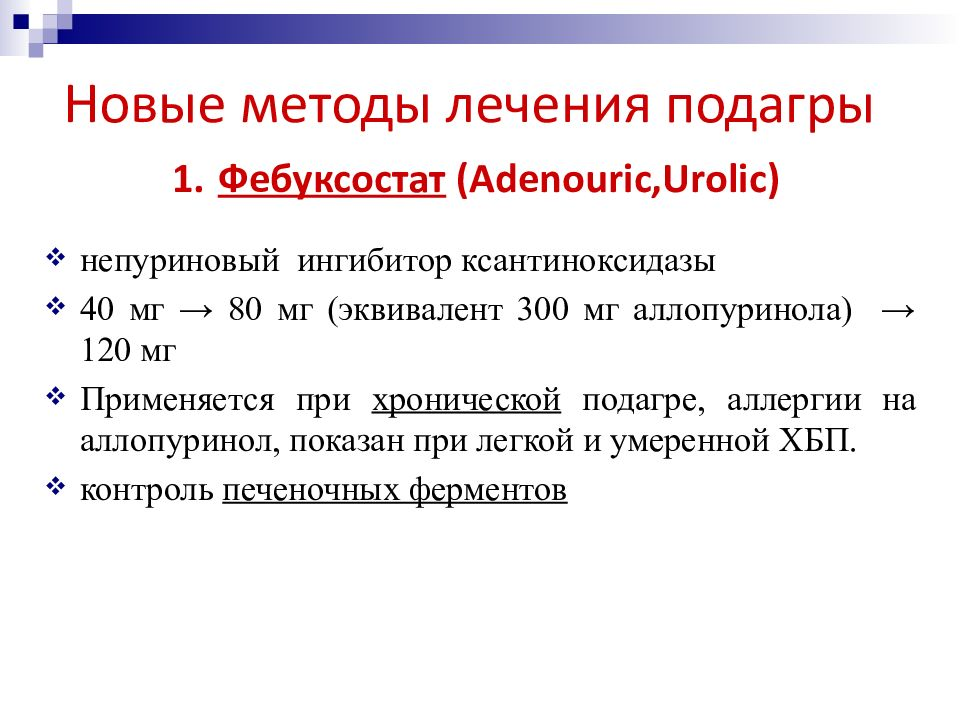 Новые методы лечения подагры
1. Фебуксостат (Adenouric,Urolic)
непуриновый ингибитор ксантиноксидазы
40 мг → 80 мг (эквивалент 300 мг аллопуринола) →
120 мг
Применяется при хронической подагре, аллергии на
аллопуринол, показан при легкой и умеренной ХБП.
контроль печеночных ферментов